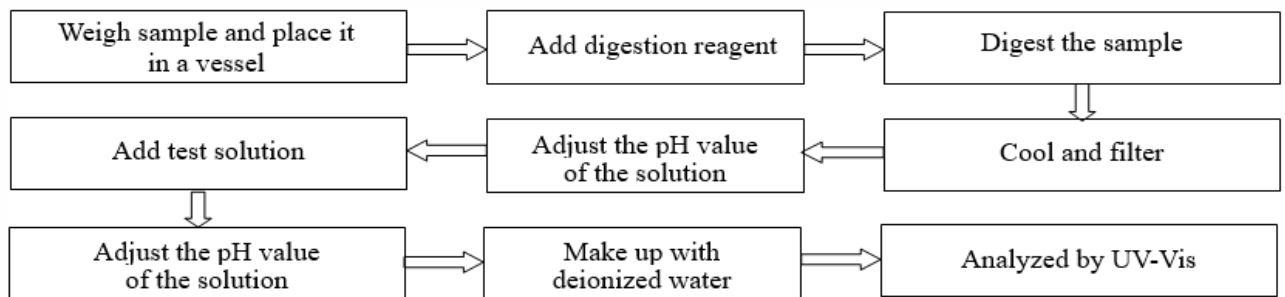 Weigh sample and place it
in a vessel
Add digestion reagent
Digest the sample
Cool and filter
Adjust the pH value
of the solution
Add test solution
Adjust the pH value
of the solution
Make up with
deionized water
Analyzed by UV-Vis